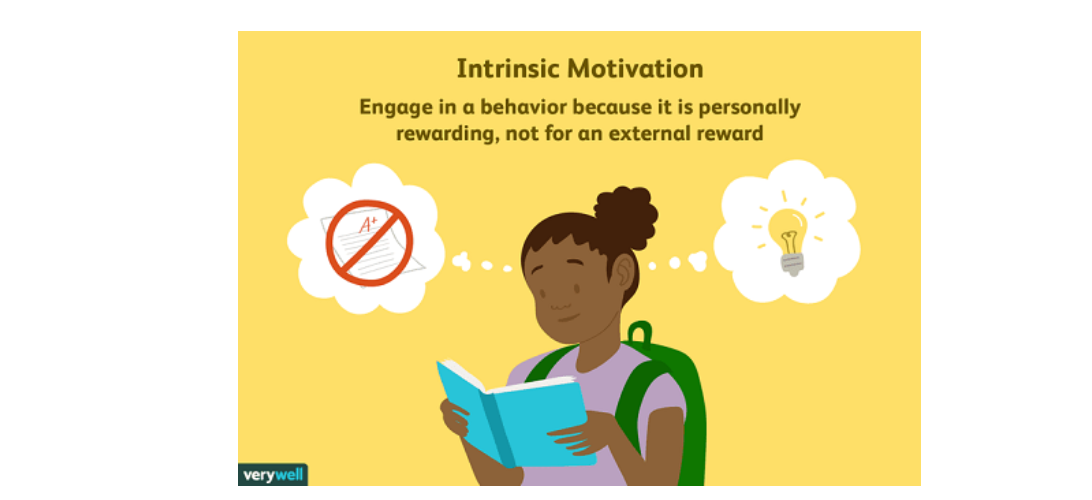 Intrinsic Motivation
Engage in a behavior because it is personally
rewarding, not for an external reward
A+
verywell